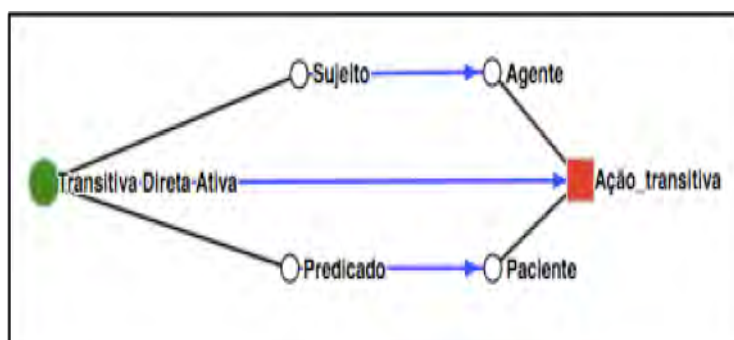 Sujeito
Agente
Transitiva Direta Ativa
Ação_transitiva
Predicado
Paciente